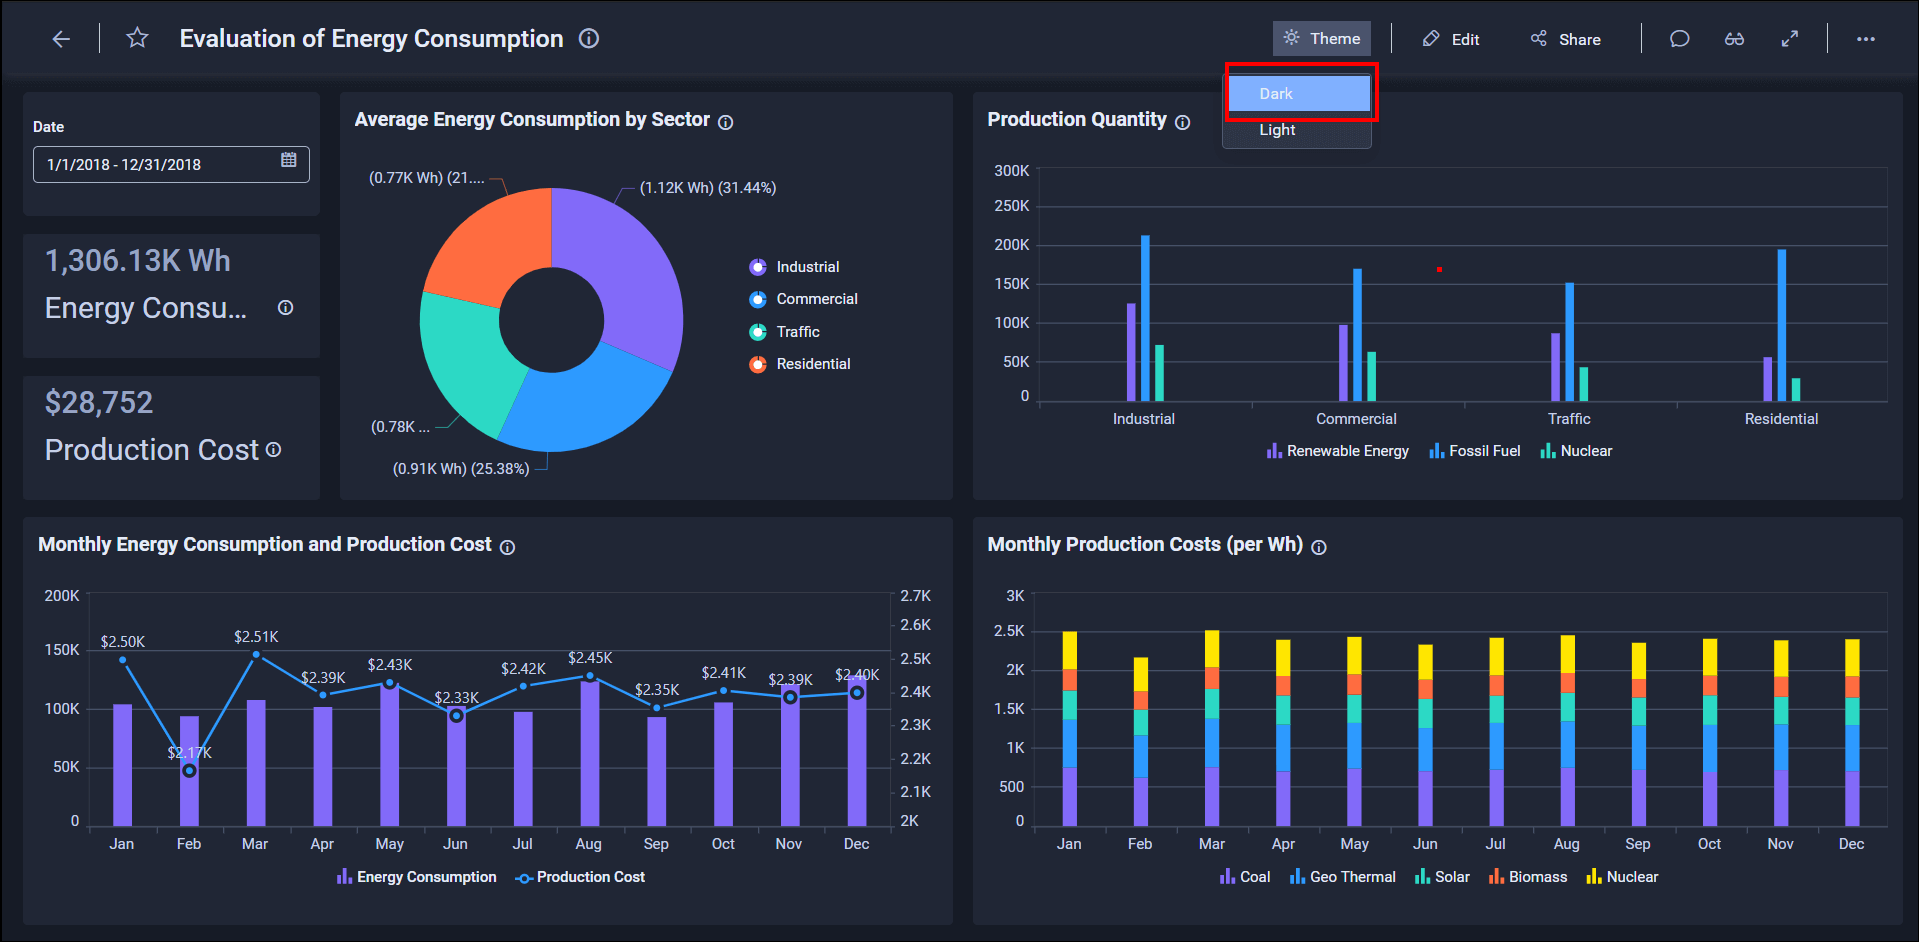 Evaluation of Energy Consumption
Theme
Edit
Share
Dark
Light
Date
1/1/2018 - 12/31/2018
1,306.13K Wh
Energy Consu...
$28,752
Production Cost
Average Energy Consumption by Sector
(0.77K Wh) (21....
(1.12K Wh) (31.44%)
(0.78K ...
(0.91K Wh) (25.38%)
Industrial
Commercial
Traffic
Residential
Production Quantity
300K
250K
200K
150K
100K
50K
0
Industrial Commercial Traffic Residential
Renewable Energy Fossil Fuel Nuclear
Monthly Energy Consumption and Production Cost
200K
150K
100K
50K
0
$2.50K
$2.17K
$2.51K
$2.39K
$2.43K
$2.33K
$2.42K
$2.45K
$2.35K
$2.41K
$2.39K
$2.40K
2.7K
2.6K
2.5K
2.4K
2.3K
2.2K
2.1K
2K
Jan Feb Mar Apr May Jun Jul Aug Sep Oct Nov Dec
Energy Consumption Production Cost
Monthly Production Costs (per Wh)
3K
2.5K
2K
1.5K
1K
500
0
Jan Feb Mar Apr May Jun Jul Aug Sep Oct Nov Dec
Coal Geo Thermal Solar Biomass Nuclear